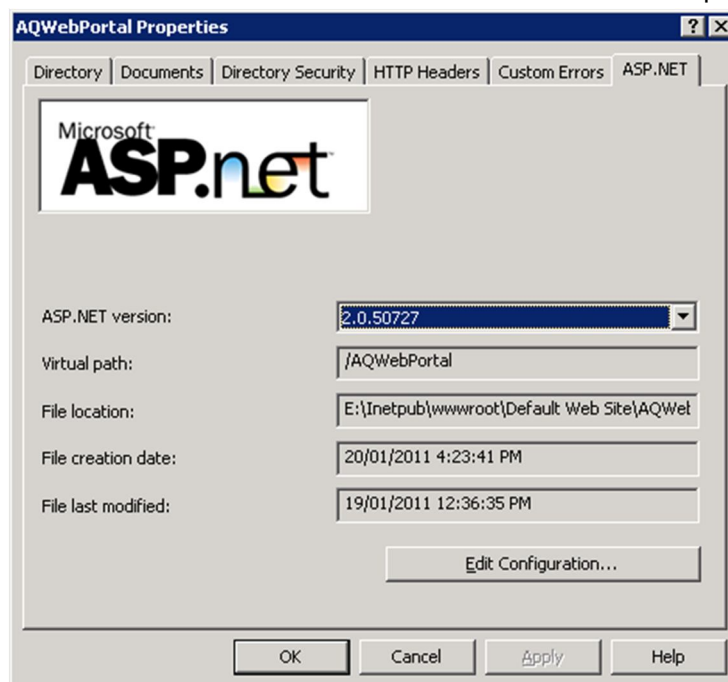 AQWebPortal Properties
Directory Documents Directory Security HTTP Headers Custom Errors ASP.NET
Microsoft
ASP.net
ASP.NET version: 2.0.50727
Virtual path: /AQWebPortal
File location: E:\Inetpub\wwwroot\Default Web Site\AQWeb
File creation date: 20/01/2011 4:23:41 PM
File last modified: 19/01/2011 12:36:35 PM
Edit Configuration...
OK Cancel Apply Help